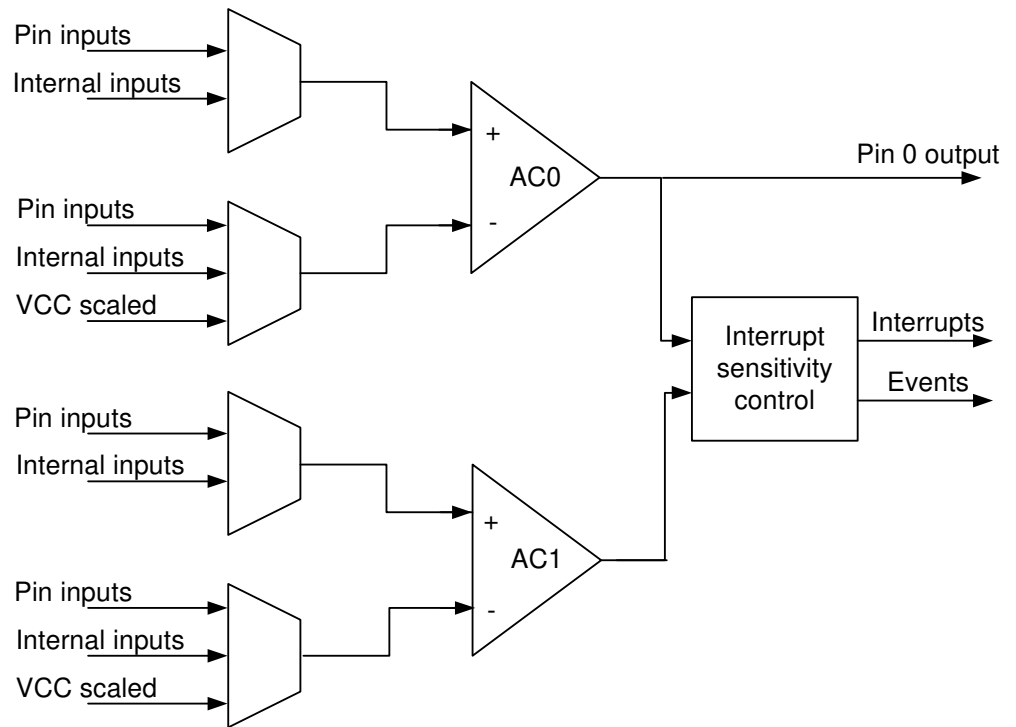 Pin inputs
Internal inputs
+
AC0
-
Pin 0 output
Pin inputs
Internal inputs
VCC scaled
Interrupt
sensitivity
control
Interrupts
Events
Pin inputs
Internal inputs
+
AC1
-
Pin inputs
Internal inputs
VCC scaled